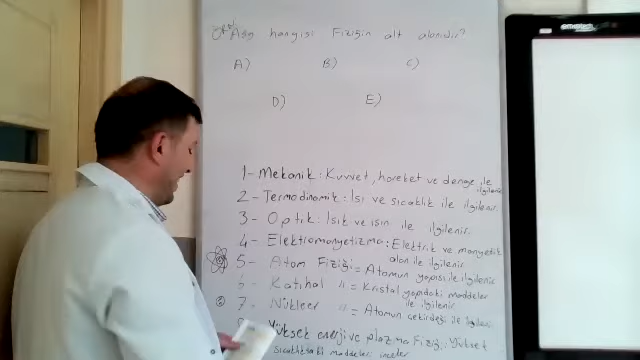 Aşg hangisi Fiziğin alt alanıdır?
A) B) C)
D) E)
1- Mekanik: Kuvvet, hareket ve denge ile ilgilenir
2- Termodinamik: Isı ve sıcaklık ile ilgilenir.
3- Optik: Işık ve ışın ile ilgilenir.
4- Elektromanyetizma: Elektrik ve manyetik alan ile ilgilenir
5- Atom Fiziği = Atomun yapısı ile ilgilenir
6- Katıhal " = Kristal yapıdaki maddeler ile ilgilenir
7- Nükleer " = Atomun çekirdeği ile ilgilenir
Yüksek enerji ve plazma Fiziği: Yüksek
sıcaklıktaki maddeleri inceler